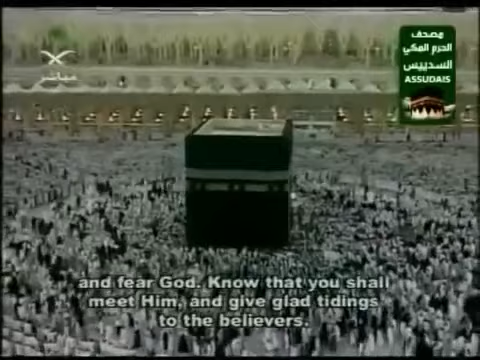 مباشر
مصحف
الحرم المكي
السديس
ASSUDAIS
and fear God. Know that you shall
meet Him, and give glad tidings
to the believers.